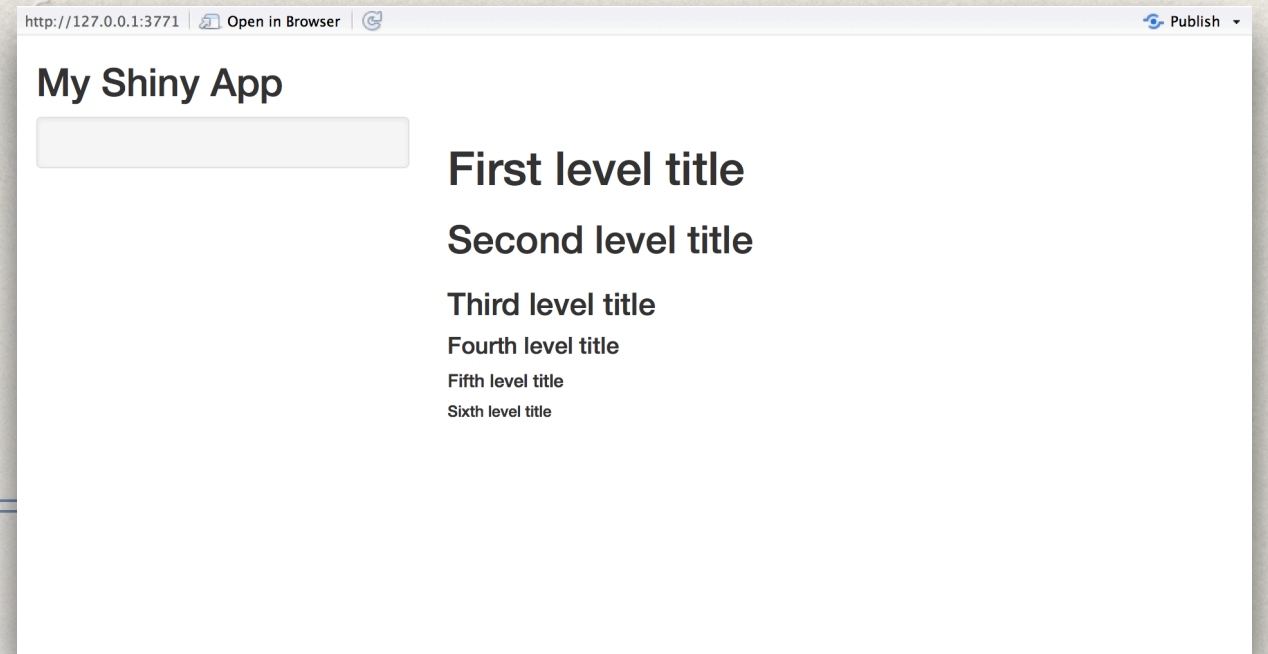 http://127.0.0.1:3771 Open in Browser Publish
My Shiny App
First level title
Second level title
Third level title
Fourth level title
Fifth level title
Sixth level title